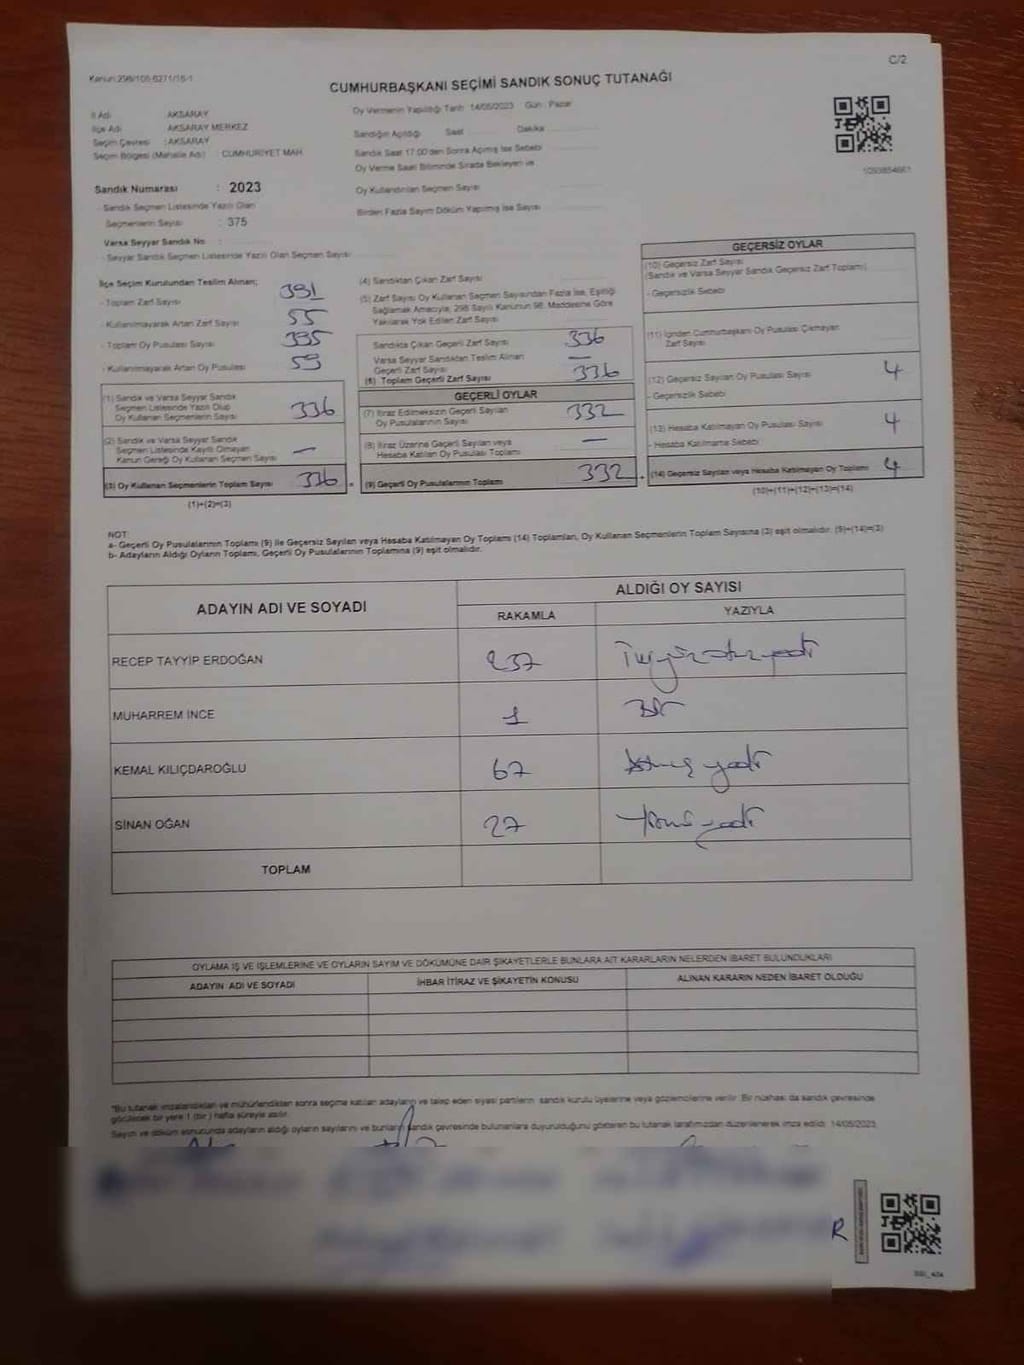 Kanun:298/105-6271/16-1
C/2
CUMHURBAŞKANI SEÇİMİ SANDIK SONUÇ TUTANAĞI
İl Adı AKSARAY
İlçe Adı AKSARAY MERKEZ
Seçim Çevresi : AKSARAY
Seçim Bölgesi (Mahalle Adı) : CUMHURİYET MAH.
Sandık Numarası : 2023
- Sandık Seçmen Listesinde Yazılı Olan
Seçmenlerin Sayısı : 375
Varsa Seyyar Sandık No :
- Seyyar Sandık Seçmen Listesinde Yazılı Olan Seçmen Sayısı:
Oy Vermenin Yapıldığı Tarih: 14/05/2023 Gün : Pazar
Sandığın Açıldığı Saat Dakika
Sandık Saat 17:00'den Sonra Açılmış İse Sebebi
Oy Verme Saati Bitiminde Sırada Bekleyen ve
Oy Kullandırılan Seçmen Sayısı
Birden Fazla Sayım Döküm Yapılmış İse Sayısı
İlçe Seçim Kurulundan Teslim Alınan;
- Toplam Zarf Sayısı 391
- Kullanılmayarak Artan Zarf Sayısı 55
- Toplam Oy Pusulası Sayısı 395
- Kullanılmayarak Artan Oy Pusulası 59
(1) Sandık ve Varsa Seyyar Sandık
Seçmen Listesinde Yazılı Olup
Oy Kullanan Seçmenlerin Sayısı 336
(2) Sandık ve Varsa Seyyar Sandık
Seçmen Listesinde Kayıtlı Olmayan
Kanun Gereği Oy Kullanan Seçmen Sayısı —
(3) Oy Kullanan Seçmenlerin Toplam Sayısı 336
(1)+(2)=(3)
(4) Sandıktan Çıkan Zarf Sayısı
(5) Zarf Sayısı Oy Kullanan Seçmen Sayısından Fazla İse, Eşitliği
Sağlamak Amacıyla; 298 Sayılı Kanunun 98. Maddesine Göre
Yakılarak Yok Edilen Zarf Sayısı
Sandıkta Çıkan Geçerli Zarf Sayısı 336
Varsa Seyyar Sandıktan Teslim Alınan
Geçerli Zarf Sayısı —
(6) Toplam Geçerli Zarf Sayısı 336
GEÇERLİ OYLAR
(7) İtiraz Edilmeksizin Geçerli Sayılan
Oy Pusulalarının Sayısı 332
(8) İtiraz Üzerine Geçerli Sayılan veya
Hesaba Katılan Oy Pusulası Toplamı —
(9) Geçerli Oy Pusulalarının Toplamı 332
GEÇERSİZ OYLAR
(10) Geçersiz Zarf Sayısı
(Sandık ve Varsa Seyyar Sandık Geçersiz Zarf Toplamı)
- Geçersizlik Sebebi
(11) İçinden Cumhurbaşkanı Oy Pusulası Çıkmayan
Zarf Sayısı
(12) Geçersiz Sayılan Oy Pusulası Sayısı 4
- Geçersizlik Sebebi
(13) Hesaba Katılmayan Oy Pusulası Sayısı 4
- Hesaba Katılmama Sebebi
(14) Geçersiz Sayılan veya Hesaba Katılmayan Oy Toplamı 4
(10)+(11)+(12)+(13)=(14)
NOT:
a- Geçerli Oy Pusulalarının Toplamı (9) ile Geçersiz Sayılan veya Hesaba Katılmayan Oy Toplamı (14) Toplamları, Oy Kullanan Seçmenlerin Toplam Sayısına (3) eşit olmalıdır. (9)+(14)=(3)
b- Adayların Aldığı Oyların Toplamı, Geçerli Oy Pusulalarının Toplamına (9) eşit olmalıdır.
ADAYIN ADI VE SOYADI ALDIĞI OY SAYISI
RAKAMLA YAZIYLA
RECEP TAYYİP ERDOĞAN 237 İkiyüzotuzyedi
MUHARREM İNCE 1 Bir
KEMAL KILIÇDAROĞLU 67 Altmış yedi
SİNAN OĞAN 27 Yirmi yedi
TOPLAM
OYLAMA İŞ VE İŞLEMLERİNE VE OYLARIN SAYIM VE DÖKÜMÜNE DAİR ŞİKAYETLERLE BUNLARA AİT KARARLARIN NELERDEN İBARET BULUNDUKLARI
ADAYIN ADI VE SOYADI İHBAR İTİRAZ VE ŞİKAYETİN KONUSU ALINAN KARARIN NEDEN İBARET OLDUĞU
*Bu tutanak imzalandıktan ve mühürlendikten sonra seçime katılan adayların ve talep eden siyasi partilerin sandık kurulu üyelerine veya gözlemcilerine verilir. Bir nüshası da sandık çevresinde
görülecek bir yere 1 (bir) hafta süreyle asılır.
Sayım ve döküm sonucunda adayların aldığı oyların sayılarını ve bunların sandık çevresinde bulunanlara duyurulduğunu gösteren bu tutanak tarafımızdan düzenlenerek imza edildi. 14/05/2023
R